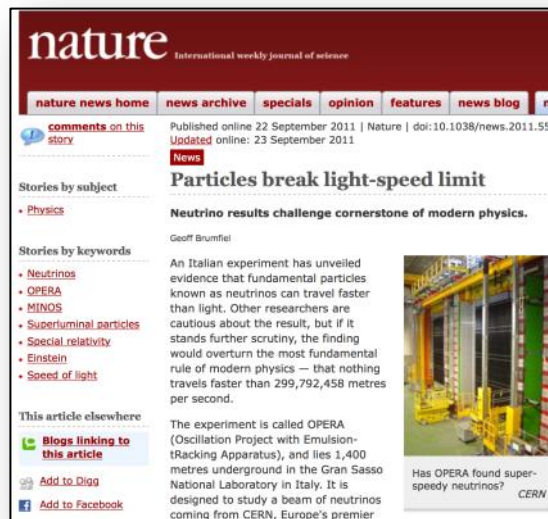 nature International weekly journal of science
nature news home news archive specials opinion features news blog
comments on this
story
Stories by subject
• Physics
Stories by keywords
• Neutrinos
• OPERA
• MINOS
• Superluminal particles
• Special relativity
• Einstein
• Speed of light
This article elsewhere
Blogs linking to
this article
Add to Digg
Add to Facebook
Published online 22 September 2011 | Nature | doi:10.1038/news.2011.55
Updated online: 23 September 2011
News
Particles break light-speed limit
Neutrino results challenge cornerstone of modern physics.
Geoff Brumfiel
An Italian experiment has unveiled
evidence that fundamental particles
known as neutrinos can travel faster
than light. Other researchers are
cautious about the result, but if it
stands further scrutiny, the finding
would overturn the most fundamental
rule of modern physics — that nothing
travels faster than 299,792,458 metres
per second.
The experiment is called OPERA
(Oscillation Project with Emulsion-
tRacking Apparatus), and lies 1,400
metres underground in the Gran Sasso
National Laboratory in Italy. It is
designed to study a beam of neutrinos
coming from CERN, Europe's premier
Has OPERA found super-
speedy neutrinos?
CERN